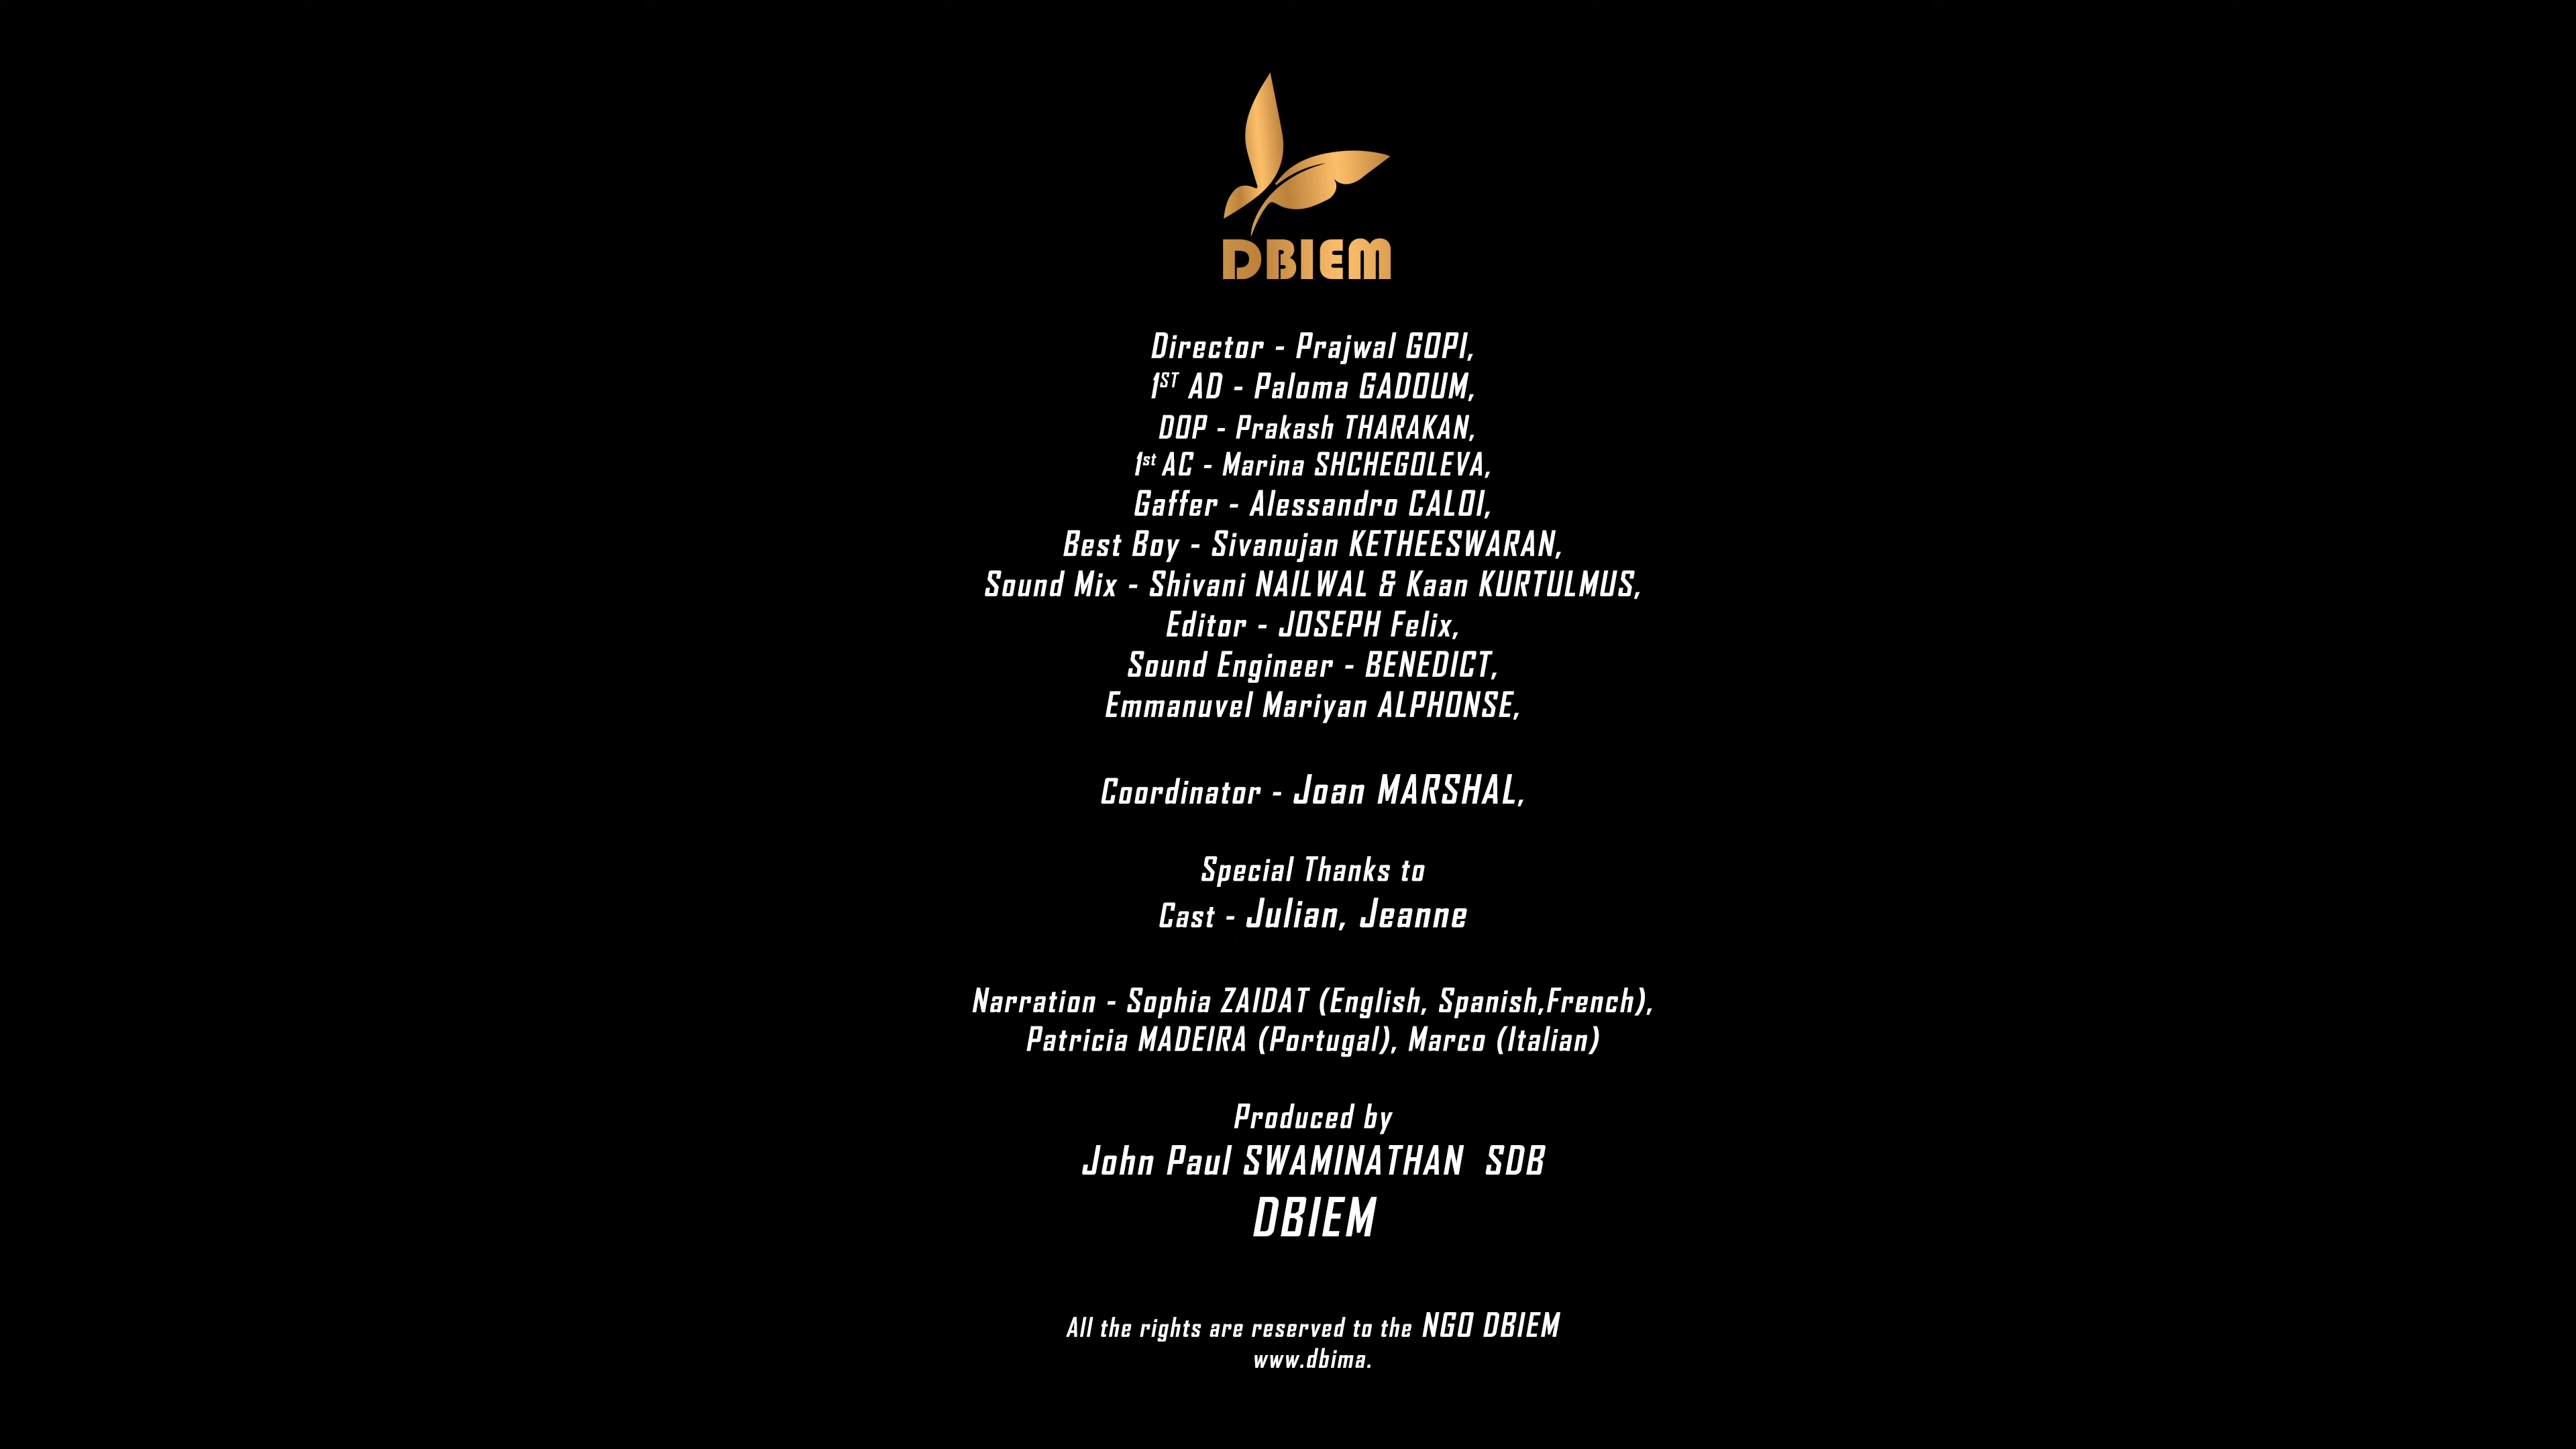 DBIEM
Director - Prajwal GOPI,
1ST AD - Paloma GADOUM,
DOP - Prakash THARAKAN,
1st AC - Marina SHCHEGOLEVA,
Gaffer - Alessandro CALOI,
Best Boy - Sivanujan KETHEESWARAN,
Sound Mix - Shivani NAILWAL & Kaan KURTULMUS,
Editor - JOSEPH Felix,
Sound Engineer - BENEDICT,
Emmanuvel Mariyan ALPHONSE,
Coordinator - Joan MARSHAL,
Special Thanks to
Cast - Julian, Jeanne
Narration - Sophia ZAIDAT (English, Spanish,French),
Patricia MADEIRA (Portugal), Marco (Italian)
Produced by
John Paul SWAMINATHAN SDB
DBIEM
All the rights are reserved to the NGO DBIEM
www.dbima.